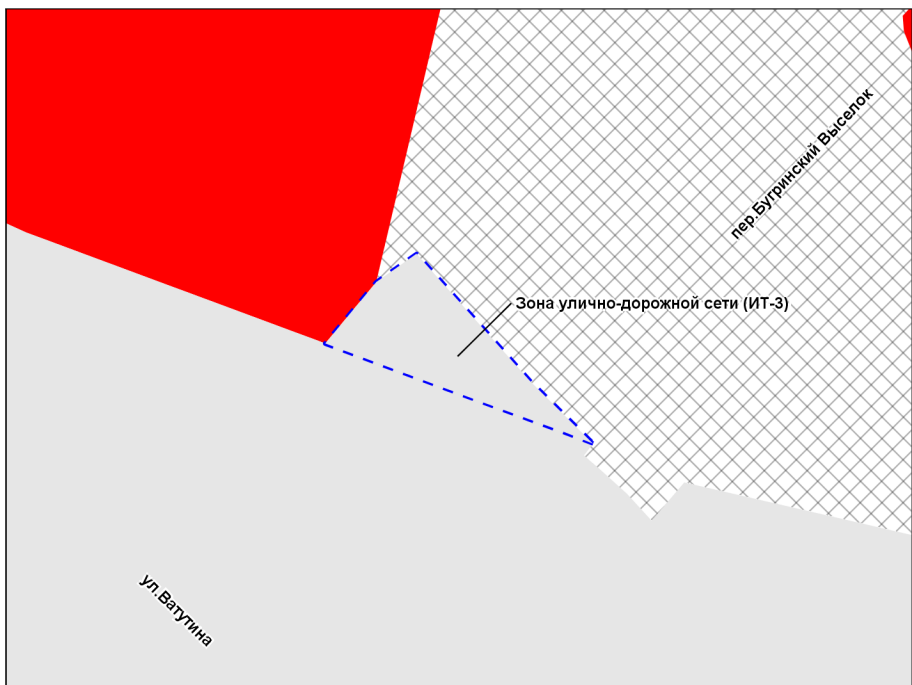 пер.Бугринский Выселок
Зона улично-дорожной сети (ИТ-3)
ул.Ватутина